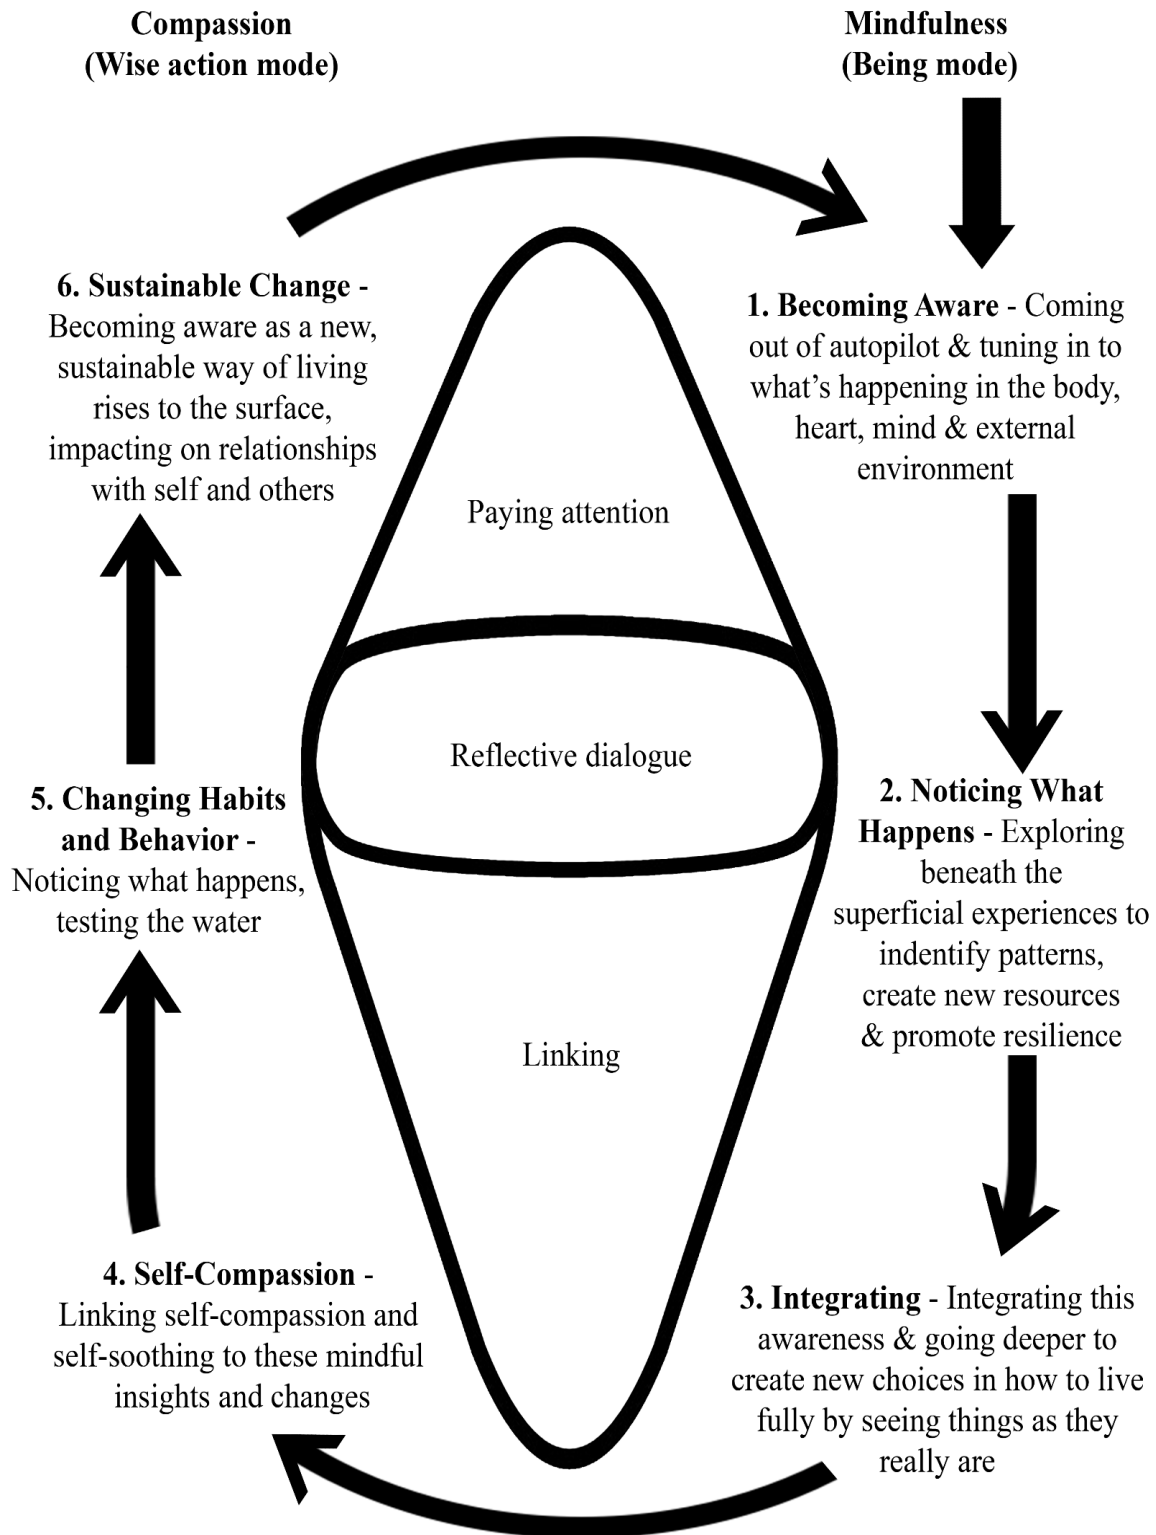 Compassion
(Wise action mode)
Mindfulness
(Being mode)
1. Becoming Aware - Coming
out of autopilot & tuning in to
what’s happening in the body,
heart, mind & external
environment
2. Noticing What
Happens - Exploring
beneath the
superficial experiences to
indentify patterns,
create new resources
& promote resilience
3. Integrating - Integrating this
awareness & going deeper to
create new choices in how to live
fully by seeing things as they
really are
4. Self-Compassion -
Linking self-compassion and
self-soothing to these mindful
insights and changes
5. Changing Habits
and Behavior -
Noticing what happens,
testing the water
6. Sustainable Change -
Becoming aware as a new,
sustainable way of living
rises to the surface,
impacting on relationships
with self and others
Paying attention
Reflective dialogue
Linking